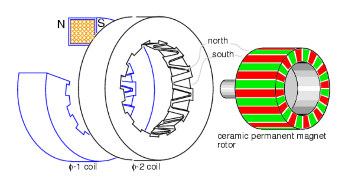 N S
north
south
ceramic permanent magnet
rotor
ϕ-1 coil ϕ-2 coil